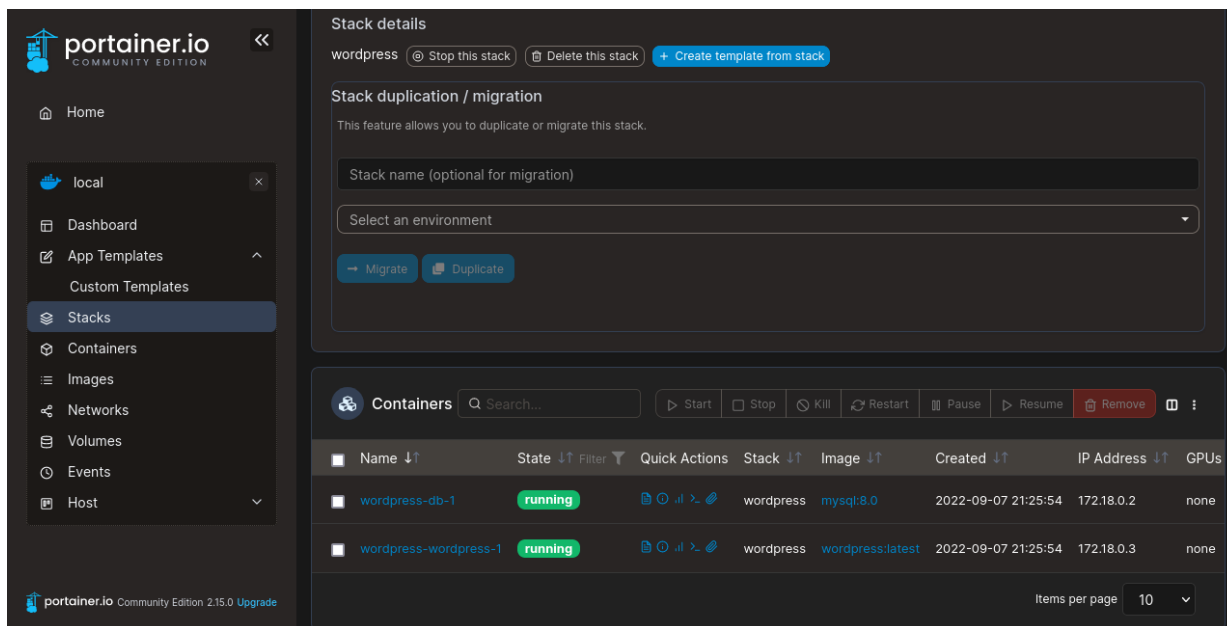 portainer.io
COMMUNITY EDITION
Home
local
Dashboard
App Templates
Custom Templates
Stacks
Containers
Images
Networks
Volumes
Events
Host
portainer.io Community Edition 2.15.0 Upgrade
Stack details
wordpress Stop this stack Delete this stack + Create template from stack
Stack duplication / migration
This feature allows you to duplicate or migrate this stack.
Stack name (optional for migration)
Select an environment
Migrate Duplicate
Containers Search... Start Stop Kill Restart Pause Resume Remove
Name State Filter Quick Actions Stack Image Created IP Address GPUs
wordpress-db-1 running wordpress mysql:8.0 2022-09-07 21:25:54 172.18.0.2 none
wordpress-wordpress-1 running wordpress wordpress:latest 2022-09-07 21:25:54 172.18.0.3 none
Items per page 10